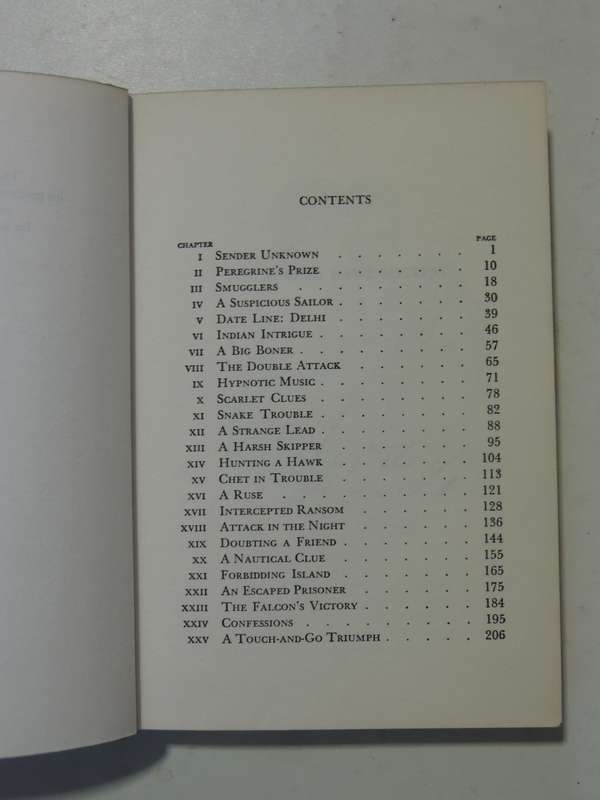 CONTENTS
CHAPTER PAGE
I SENDER UNKNOWN . . . . . . . 1
II PEREGRINE'S PRIZE . . . . . . 10
III SMUGGLERS . . . . . . . . 18
IV A SUSPICIOUS SAILOR . . . . . . 30
V DATE LINE: DELHI . . . . . . 39
VI INDIAN INTRIGUE . . . . . . 46
VII A BIG BONER . . . . . . . 57
VIII THE DOUBLE ATTACK . . . . . 65
IX HYPNOTIC MUSIC . . . . . . 71
X SCARLET CLUES . . . . . . . 78
XI SNAKE TROUBLE . . . . . . 82
XII A STRANGE LEAD . . . . . . 88
XIII A HARSH SKIPPER . . . . . . 95
XIV HUNTING A HAWK . . . . . . 104
XV CHET IN TROUBLE . . . . . . 113
XVI A RUSE . . . . . . . . 121
XVII INTERCEPTED RANSOM . . . . . 128
XVIII ATTACK IN THE NIGHT . . . . . 136
XIX DOUBTING A FRIEND . . . . . . 144
XX A NAUTICAL CLUE . . . . . . 155
XXI FORBIDDING ISLAND . . . . . . 165
XXII AN ESCAPED PRISONER . . . . . 175
XXIII THE FALCON'S VICTORY . . . . . 184
XXIV CONFESSIONS . . . . . . . . 195
XXV A TOUCH-AND-GO TRIUMPH . . . . . 206